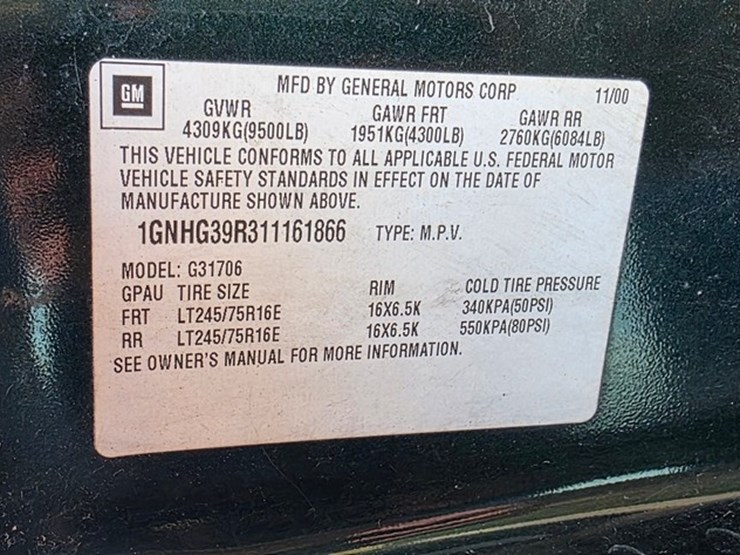 GM
MFD BY GENERAL MOTORS CORP 11/00
GVWR GAWR FRT GAWR RR
4309KG(9500LB) 1951KG(4300LB) 2760KG(6084LB)
THIS VEHICLE CONFORMS TO ALL APPLICABLE U.S. FEDERAL MOTOR
VEHICLE SAFETY STANDARDS IN EFFECT ON THE DATE OF
MANUFACTURE SHOWN ABOVE.
1GNHG39R311161866 TYPE: M.P.V.
MODEL: G31706
GPAU TIRE SIZE RIM COLD TIRE PRESSURE
FRT LT245/75R16E 16X6.5K 340KPA(50PSI)
RR LT245/75R16E 16X6.5K 550KPA(80PSI)
SEE OWNER'S MANUAL FOR MORE INFORMATION.